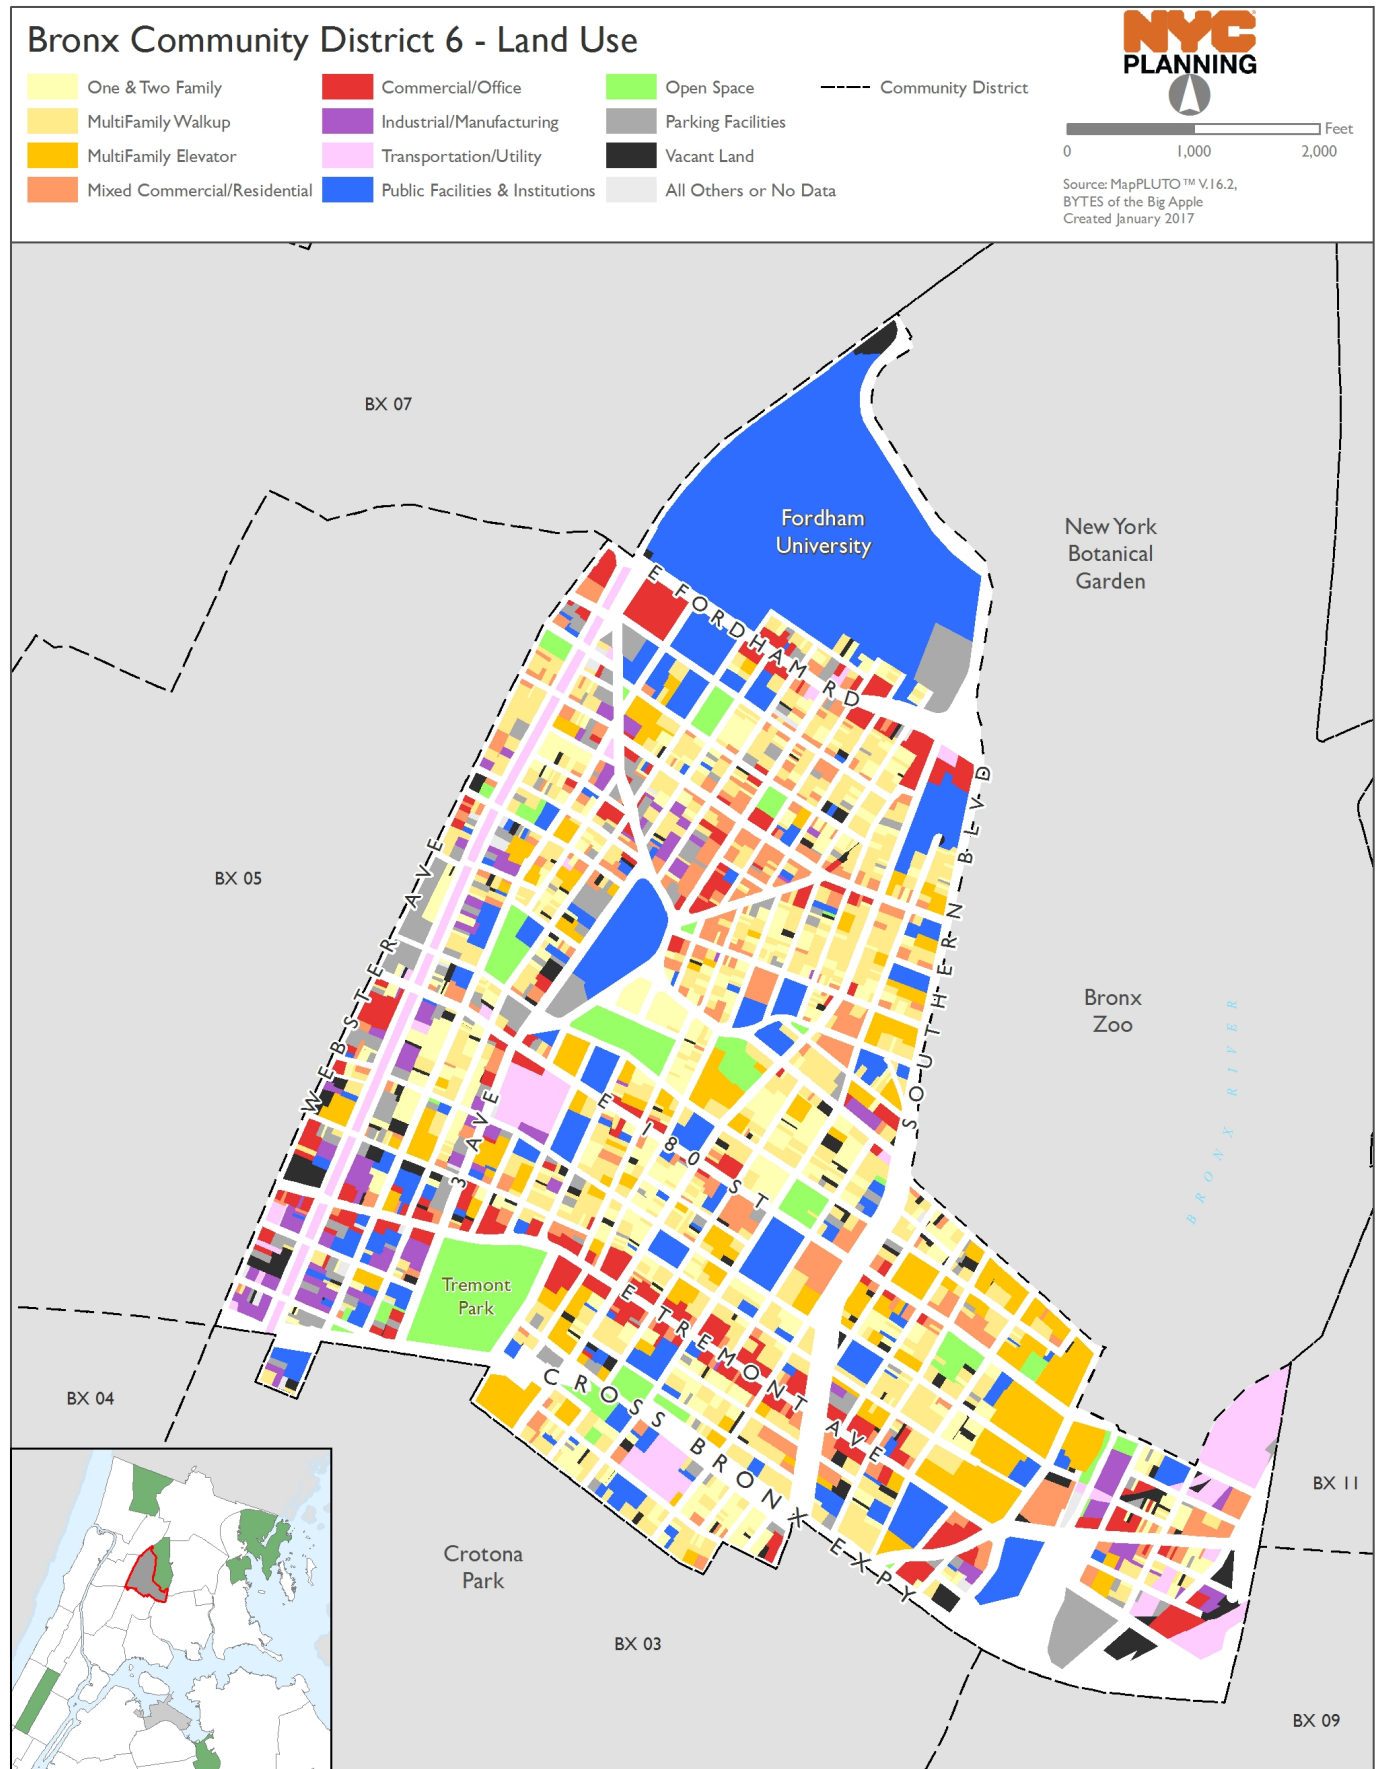 Bronx Community District 6 - Land Use
One & Two Family
MultiFamily Walkup
MultiFamily Elevator
Mixed Commercial/Residential
Commercial/Office
Industrial/Manufacturing
Transportation/Utility
Public Facilities & Institutions
Open Space
Parking Facilities
Vacant Land
All Others or No Data
Community District
NYC
PLANNING
Feet
0 1,000 2,000
Source: MapPLUTO™ V.16.2,
BYTES of the Big Apple
Created January 2017
BX 07
Fordham
University
New York
Botanical
Garden
E FORDHAM RD
BX 05
WEBSTER AVE
SOUTHERN BLVD
Bronx
Zoo
BRONX RIVER
3 AVE
E 180 ST
Tremont
Park
E TREMONT AVE
CROSS BRONX EXPY
BX 04
BX 11
Crotona
Park
BX 03
BX 09